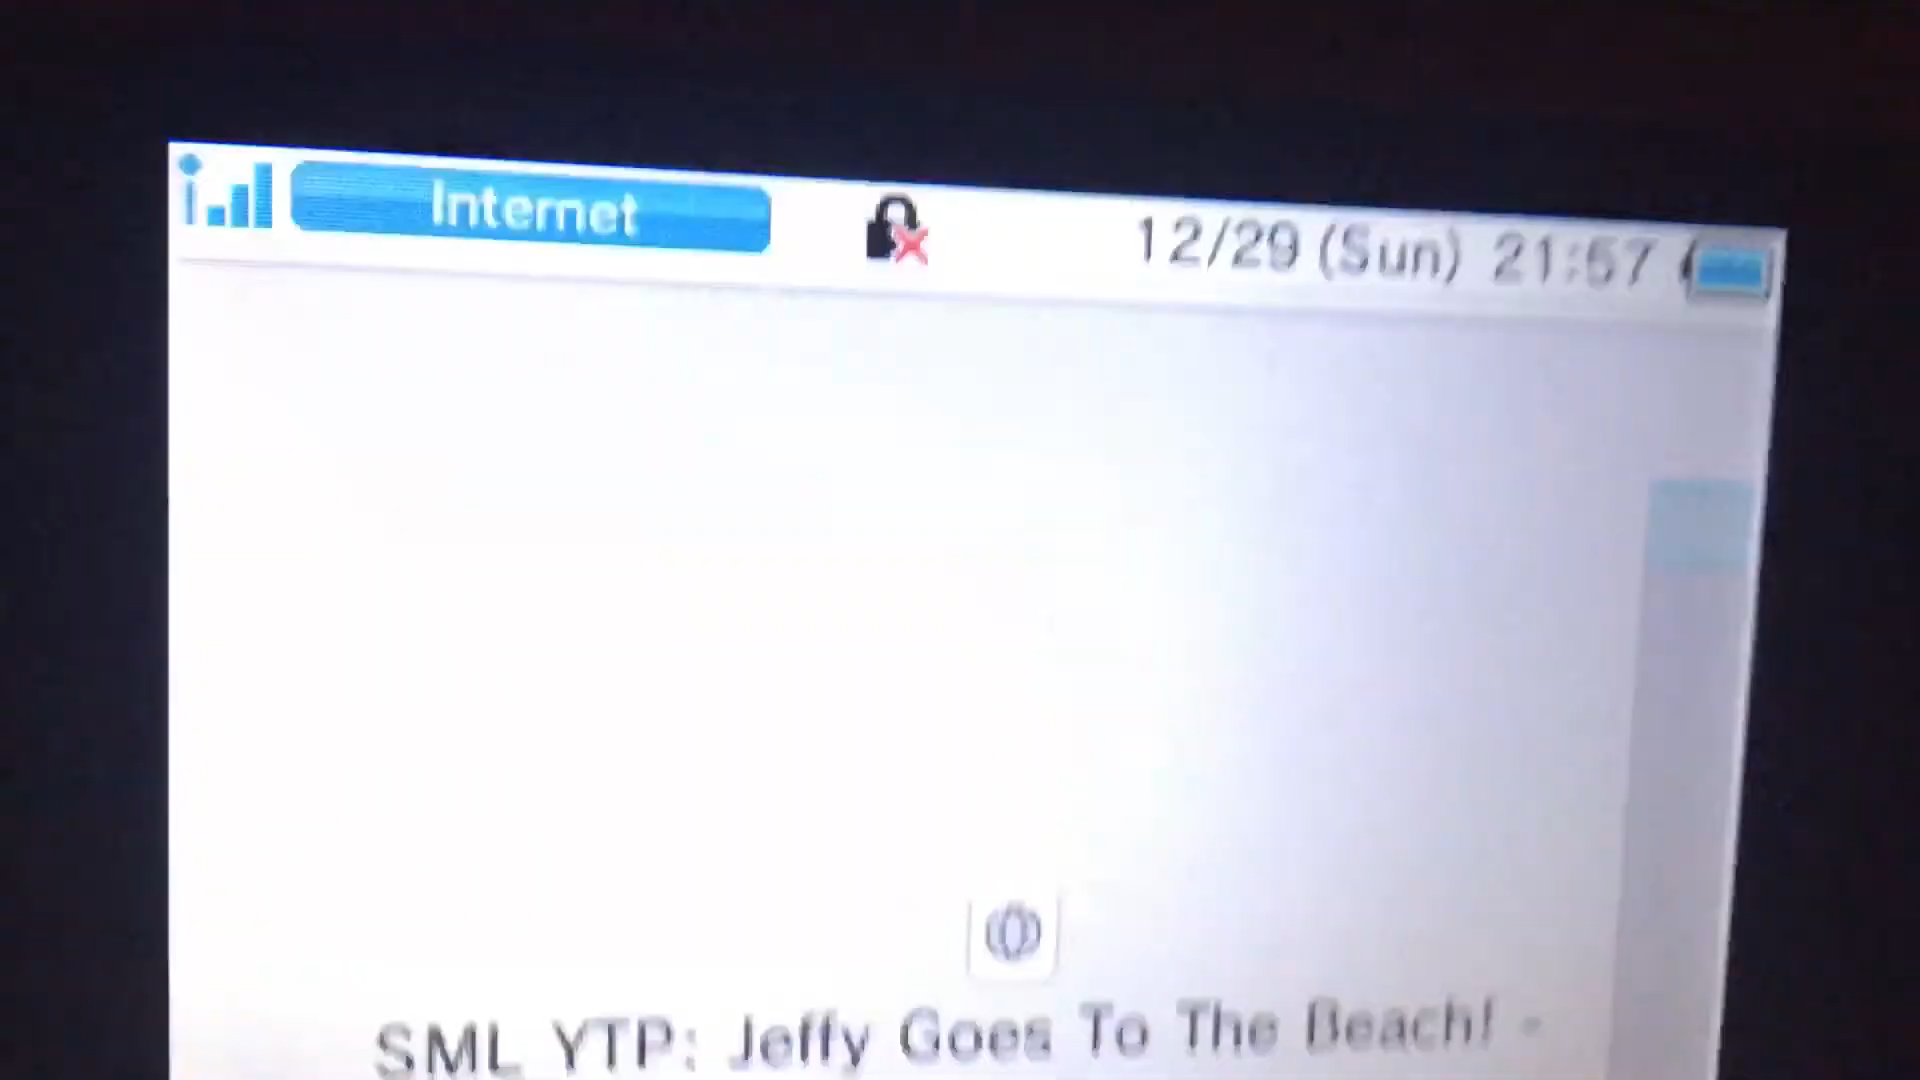 Internet 12/29 (Sun) 21:57
SML YTP: Jeffy Goes To The Beach! -